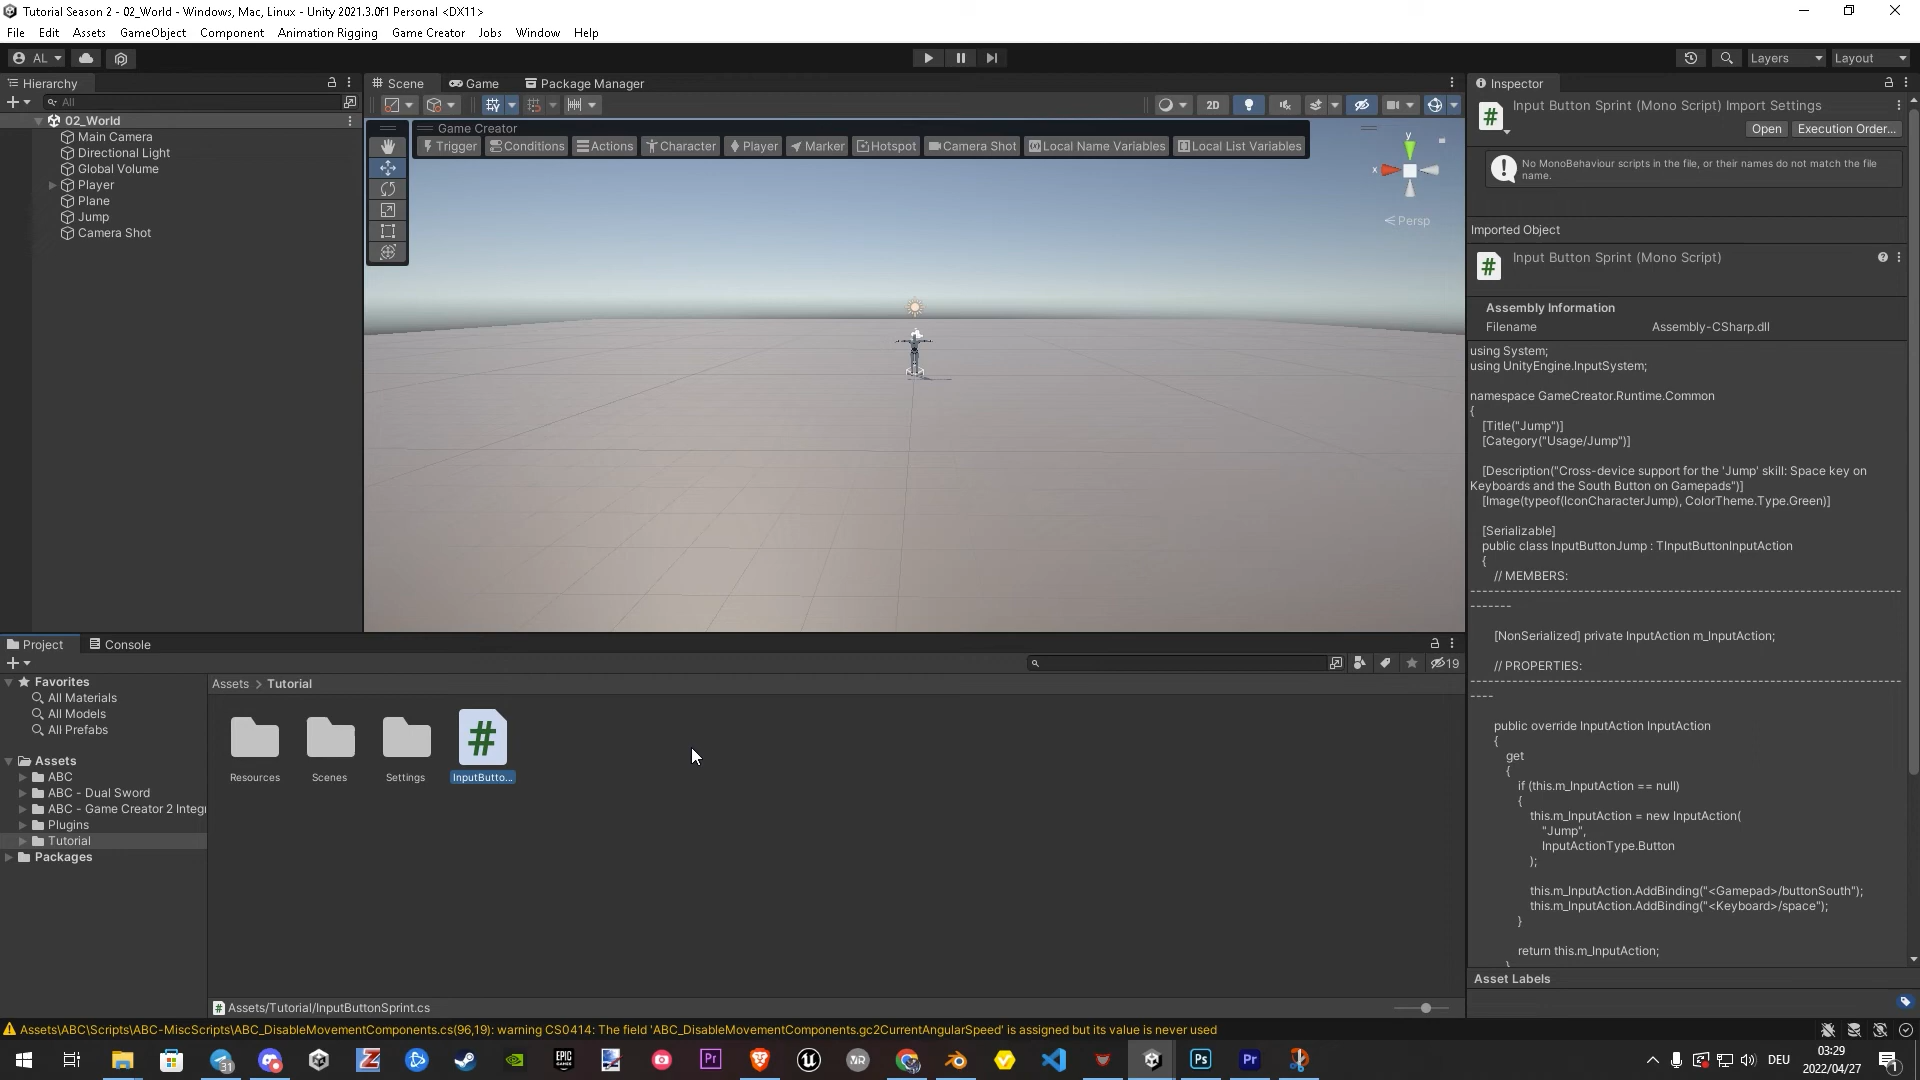 Tutorial Season 2 - 02_World - Windows, Mac, Linux - Unity 2021.3.0f1 Personal <DX11>
File Edit Assets GameObject Component Animation Rigging Game Creator Jobs Window Help
AL Layers Layout
Hierarchy
All
02_World
Main Camera
Directional Light
Global Volume
Player
Plane
Jump
Camera Shot
Scene Game Package Manager
2D
Game Creator
Trigger Conditions Actions Character Player Marker Hotspot Camera Shot Local Name Variables Local List Variables
y
x
Persp
Inspector
Input Button Sprint (Mono Script) Import Settings
Open Execution Order...
No MonoBehaviour scripts in the file, or their names do not match the file
name.
Imported Object
Input Button Sprint (Mono Script)
Assembly Information
Filename Assembly-CSharp.dll
using System;
using UnityEngine.InputSystem;
namespace GameCreator.Runtime.Common
{
[Title("Jump")]
[Category("Usage/Jump")]
[Description("Cross-device support for the 'Jump' skill: Space key on
Keyboards and the South Button on Gamepads")]
[Image(typeof(IconCharacterJump), ColorTheme.Type.Green)]
[Serializable]
public class InputButtonJump : TInputButtonInputAction
{
// MEMBERS:
--------------------------------------------------------------------------
-------
[NonSerialized] private InputAction m_InputAction;
// PROPERTIES:
--------------------------------------------------------------------------
----
public override InputAction InputAction
{
get
{
if (this.m_InputAction == null)
{
this.m_InputAction = new InputAction(
"Jump",
InputActionType.Button
);
this.m_InputAction.AddBinding("<Gamepad>/buttonSouth");
this.m_InputAction.AddBinding("<Keyboard>/space");
}
return this.m_InputAction;
}
Asset Labels
Project Console
19
Favorites
All Materials
All Models
All Prefabs
Assets
ABC
ABC - Dual Sword
ABC - Game Creator 2 Integr
Plugins
Tutorial
Packages
Assets > Tutorial
Resources Scenes Settings InputButto...
Assets/Tutorial/InputButtonSprint.cs
Assets\ABC\Scripts\ABC-MiscScripts\ABC_DisableMovementComponents.cs(96,19): warning CS0414: The field 'ABC_DisableMovementComponents.gc2CurrentAngularSpeed' is assigned but its value is never used
31 EPIC GAMES Pr VR Ps Pr DEU
03:29
2022/04/27
1